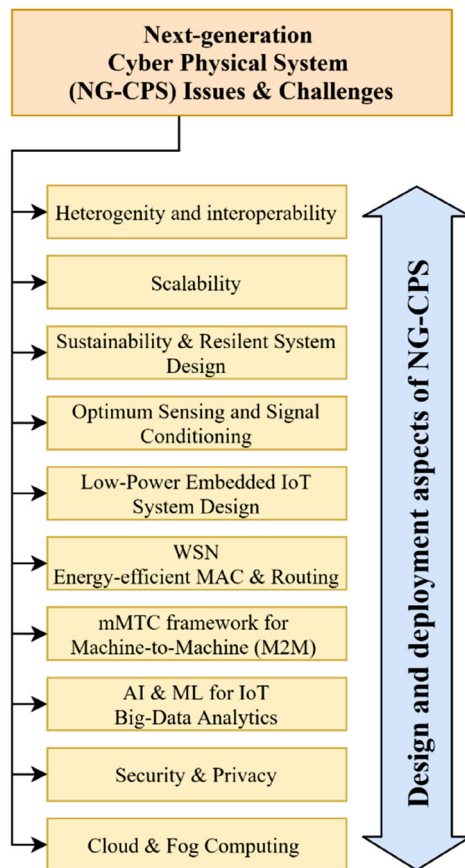 Next-generation
Cyber Physical System
(NG-CPS) Issues & Challenges
Heterogenity and interoperability
Scalability
Sustainability & Resilent System
Design
Optimum Sensing and Signal
Conditioning
Low-Power Embedded IoT
System Design
WSN
Energy-efficient MAC & Routing
mMTC framework for
Machine-to-Machine (M2M)
AI & ML for IoT
Big-Data Analytics
Security & Privacy
Cloud & Fog Computing
Design and deployment aspects of NG-CPS